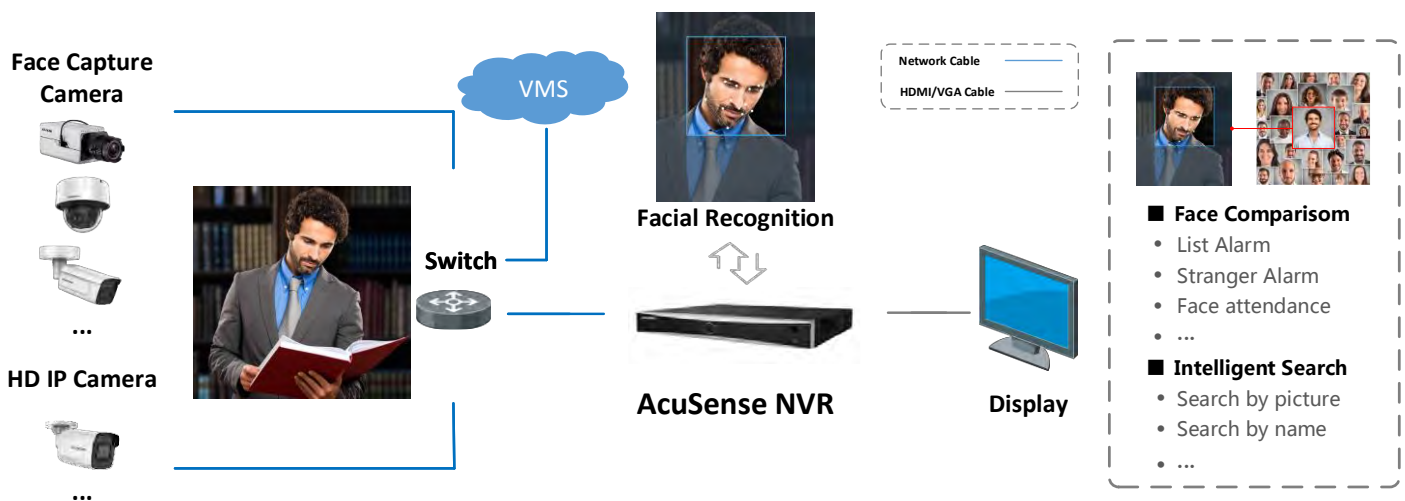 Face Capture
Camera
...
HD IP Camera
...
VMS
Switch
Facial Recognition
AcuSense NVR
Display
Network Cable
HDMI/VGA Cable
■ Face Comparisom
• List Alarm
• Stranger Alarm
• Face attendance
• ...
■ Intelligent Search
• Search by picture
• Search by name
• ...